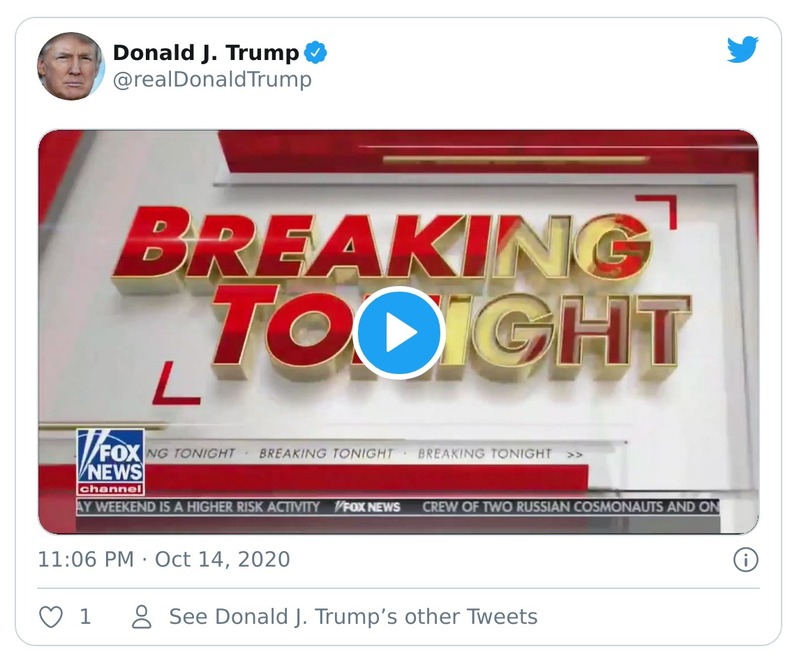 Donald J. Trump
@realDonaldTrump
BREAKING
TONIGHT
NG TONIGHT · BREAKING TONIGHT · BREAKING TONIGHT >>
FOX
NEWS
channel
AY WEEKEND IS A HIGHER RISK ACTIVITY FOX NEWS CREW OF TWO RUSSIAN COSMONAUTS AND ON
11:06 PM · Oct 14, 2020
1 See Donald J. Trump’s other Tweets